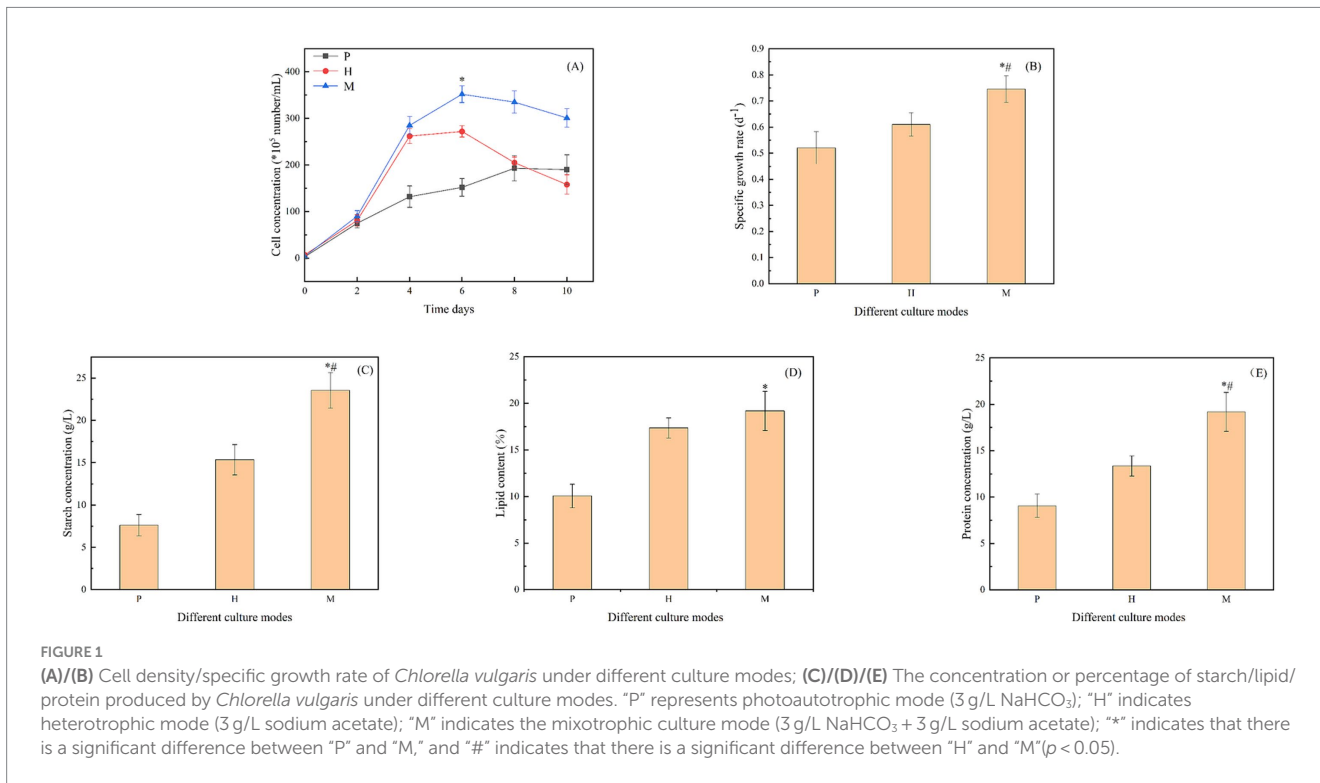 P
H
M
(A)
*
Cell concentration (*10⁵ number/mL)
400
300
200
100
0
0 2 4 6 8 10
Time days
(B)
*#
Specific growth rate (d⁻¹)
0.9
0.8
0.7
0.6
0.5
0.4
0.3
0.2
0.1
0.0
P H M
Different culture modes
(C)
*#
Starch concentration (g/L)
25
20
15
10
5
0
P H M
Different culture modes
(D)
*
Lipid content (%)
25
20
15
10
5
0
P H M
Different culture modes
(E)
*#
Protein concentration (g/L)
25
20
15
10
5
0
P H M
Different culture modes
FIGURE 1
(A)/(B) Cell density/specific growth rate of Chlorella vulgaris under different culture modes; (C)/(D)/(E) The concentration or percentage of starch/lipid/
protein produced by Chlorella vulgaris under different culture modes. "P" represents photoautotrophic mode (3 g/L NaHCO₃); "H" indicates
heterotrophic mode (3 g/L sodium acetate); "M" indicates the mixotrophic culture mode (3 g/L NaHCO₃ + 3 g/L sodium acetate); "*" indicates that there
is a significant difference between "P" and "M," and "#" indicates that there is a significant difference between "H" and "M"(p < 0.05).